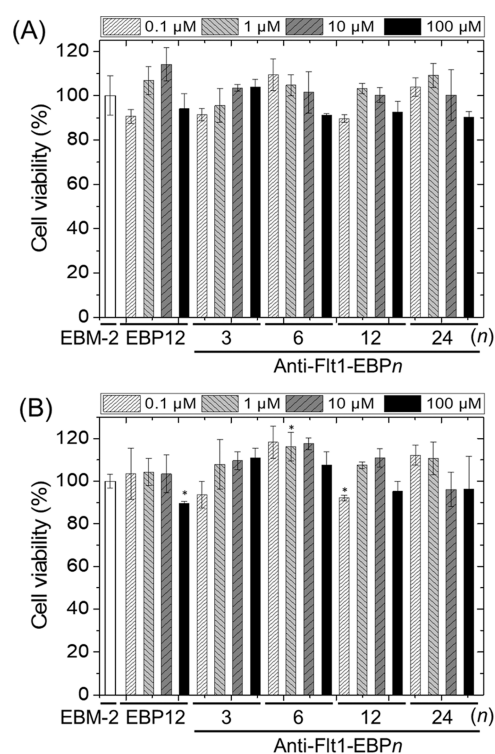 (A)
0.1 µM 1 µM 10 µM 100 µM
120
100
80
60
40
20
0
Cell viability (%)
EBM-2 EBP12 3 6 12 24 (n)
Anti-Flt1-EBPn
(B)
0.1 µM 1 µM 10 µM 100 µM
120
100
80
60
40
20
0
Cell viability (%)
* * *
EBM-2 EBP12 3 6 12 24 (n)
Anti-Flt1-EBPn